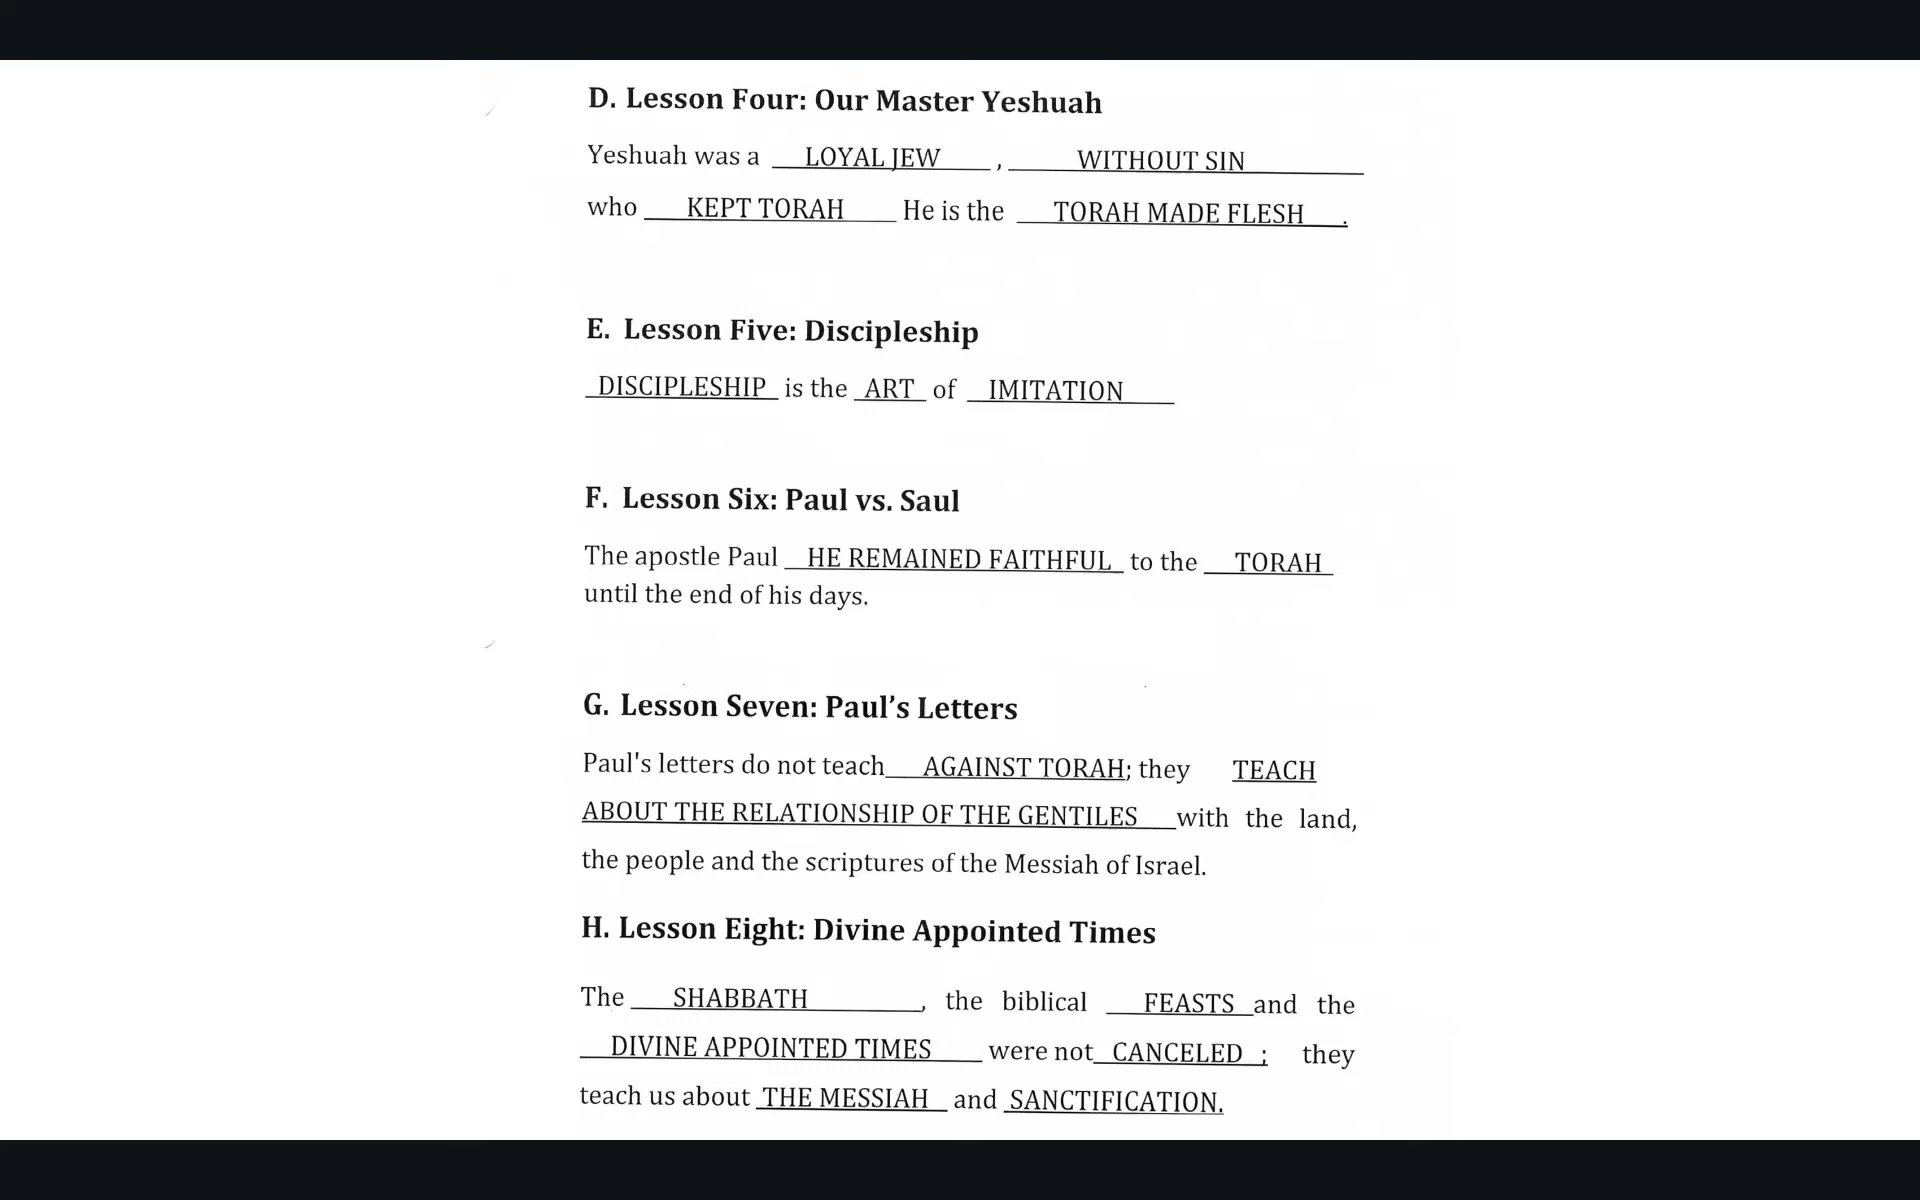 D. Lesson Four: Our Master Yeshuah
Yeshuah was a LOYAL JEW , WITHOUT SIN
who KEPT TORAH He is the TORAH MADE FLESH .
E. Lesson Five: Discipleship
DISCIPLESHIP is the ART of IMITATION
F. Lesson Six: Paul vs. Saul
The apostle Paul HE REMAINED FAITHFUL to the TORAH
until the end of his days.
G. Lesson Seven: Paul's Letters
Paul's letters do not teach AGAINST TORAH; they TEACH
ABOUT THE RELATIONSHIP OF THE GENTILES with the land,
the people and the scriptures of the Messiah of Israel.
H. Lesson Eight: Divine Appointed Times
The SHABBATH , the biblical FEASTS and the
DIVINE APPOINTED TIMES were not CANCELED ; they
teach us about THE MESSIAH and SANCTIFICATION.